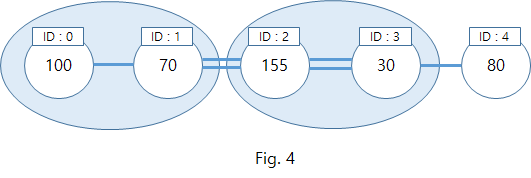 ID : 0 ID : 1 ID : 2 ID : 3 ID : 4
100 70 155 30 80
Fig. 4